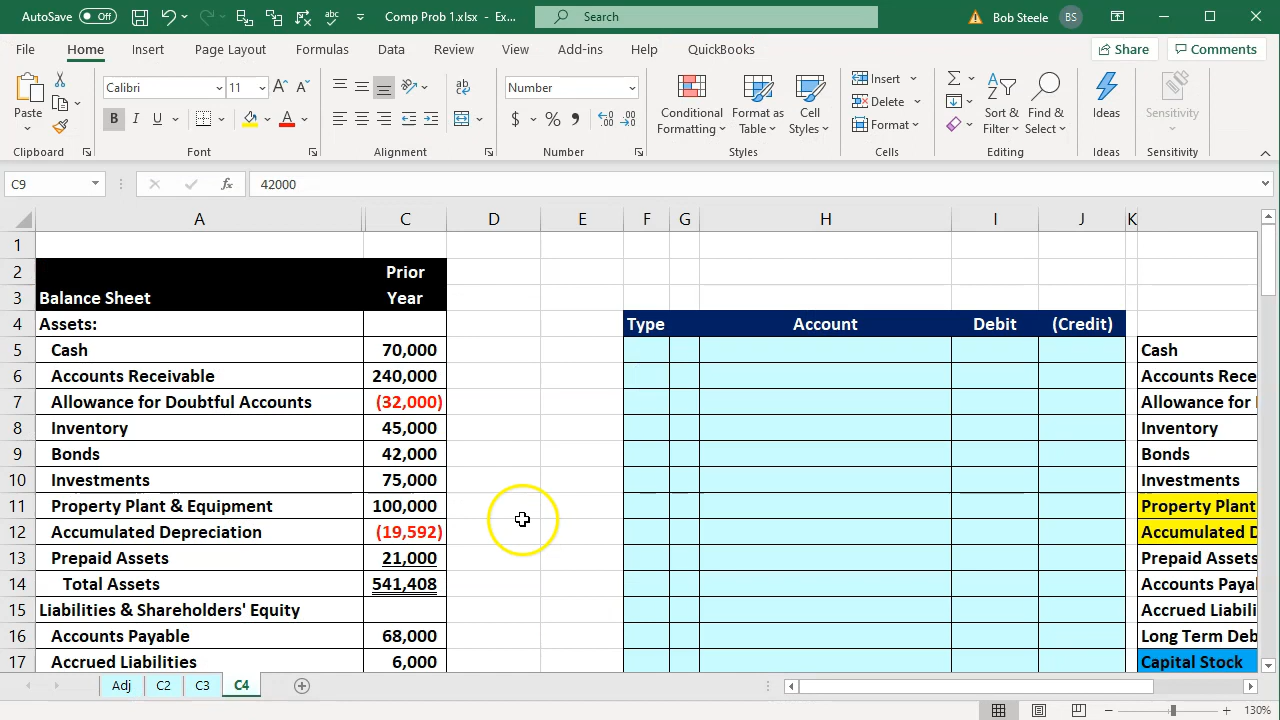 AutoSave Off Comp Prob 1.xlsx - Ex... Search Bob Steele BS
File Home Insert Page Layout Formulas Data Review View Add-ins Help QuickBooks Share Comments
Paste Calibri 11 A A B I U A ab $ % , Number Conditional Formatting Format as Table Cell Styles Insert Delete Format Sort & Filter Find & Select Ideas Sensitivity
Clipboard Font Alignment Number Styles Cells Editing Ideas Sensitivity
C9 fx 42000
A C D E F G H I J K
1
2 Prior
3 Balance Sheet Year
4 Assets: Type Account Debit (Credit)
5 Cash 70,000 Cash
6 Accounts Receivable 240,000 Accounts Rece
7 Allowance for Doubtful Accounts (32,000) Allowance for
8 Inventory 45,000 Inventory
9 Bonds 42,000 Bonds
10 Investments 75,000 Investments
11 Property Plant & Equipment 100,000 Property Plant
12 Accumulated Depreciation (19,592) Accumulated D
13 Prepaid Assets 21,000 Prepaid Assets
14 Total Assets 541,408 Accounts Payal
15 Liabilities & Shareholders' Equity Accrued Liabili
16 Accounts Payable 68,000 Long Term Deb
17 Accrued Liabilities 6,000 Capital Stock
Adj C2 C3 C4
130%